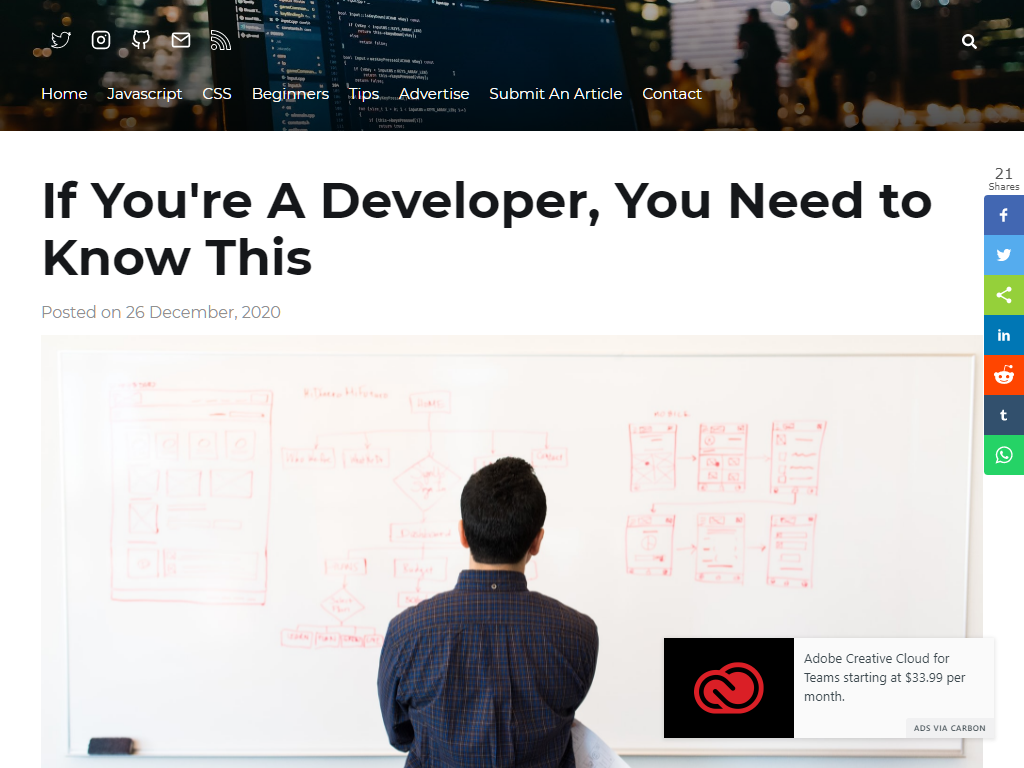 Home Javascript CSS Beginners Tips Advertise Submit An Article Contact
If You're A Developer, You Need to
Know This
Posted on 26 December, 2020
21
Shares
Adobe Creative Cloud for
Teams starting at $33.99 per
month.
ADS VIA CARBON